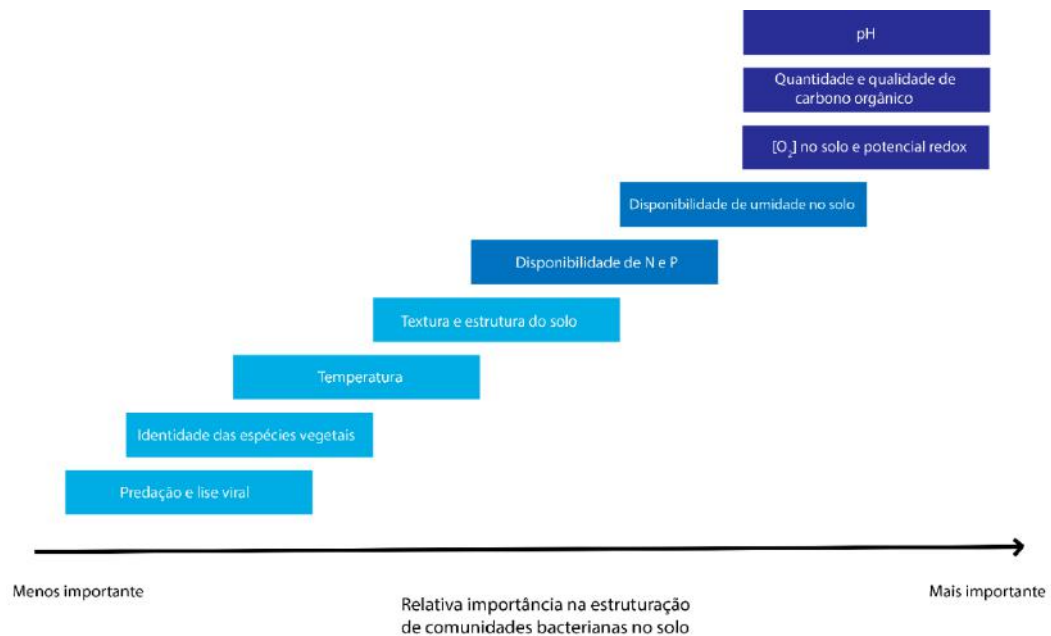 pH
Quantidade e qualidade de
carbono orgânico
[O₂] no solo e potencial redox
Disponibilidade de umidade no solo
Disponibilidade de N e P
Textura e estrutura do solo
Temperatura
Identidade das espécies vegetais
Predação e lise viral
Menos importante
Mais importante
Relativa importância na estruturação
de comunidades bacterianas no solo